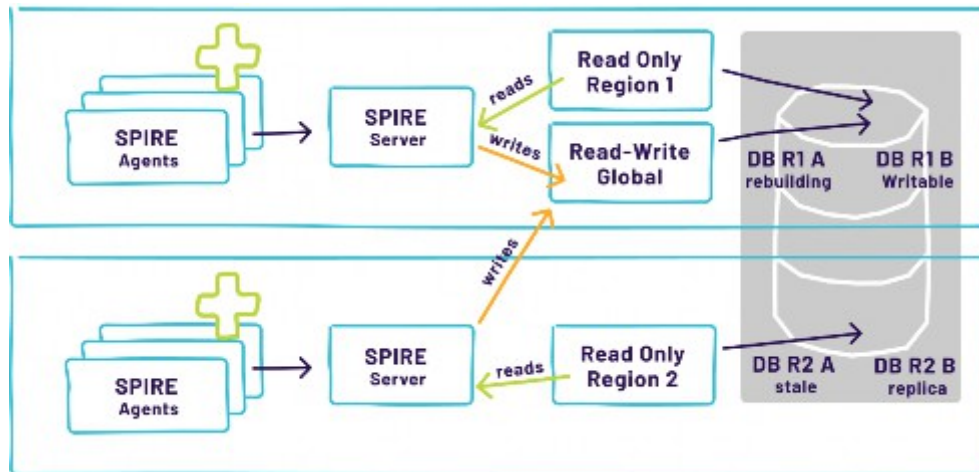 SPIRE
Agents
SPIRE
Server
reads
writes
Read Only
Region 1
Read-Write
Global
DB R1 A
rebuilding
DB R1 B
Writable
writes
SPIRE
Agents
SPIRE
Server
reads
Read Only
Region 2
DB R2 A
stale
DB R2 B
replica